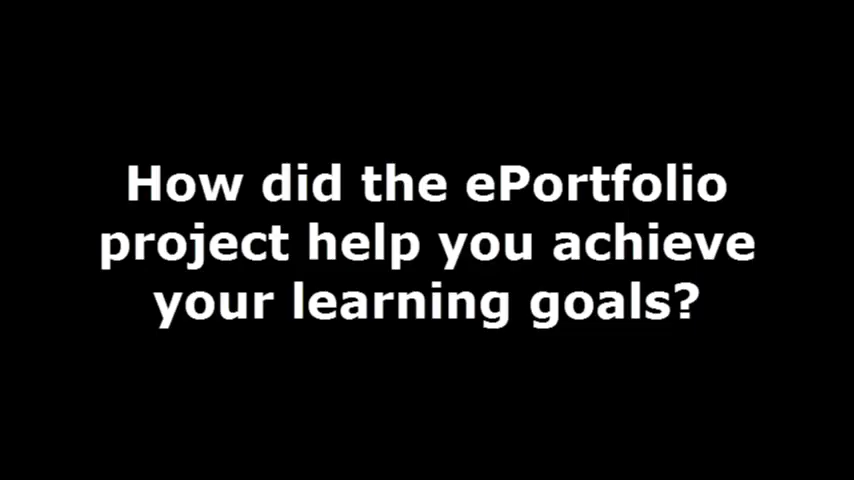 How did the ePortfolio
project help you achieve
your learning goals?